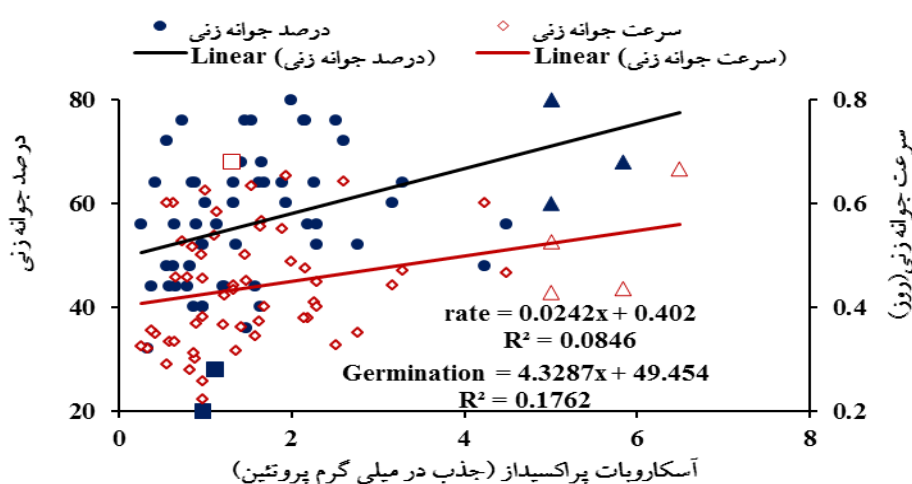 درصد جوانه زنی
سرعت جوانه زنی
Linear (درصد جوانه زنی)
Linear (سرعت جوانه زنی)
80
60
40
20
درصد جوانه زنی
0.8
0.6
0.4
0.2
سرعت جوانه زنی(روز)
rate = 0.0242x + 0.402
R² = 0.0846
Germination = 4.3287x + 49.454
R² = 0.1762
0 2 4 6 8
آسکاروبات پراکسیداز (جذب در میلی گرم پروتئین)